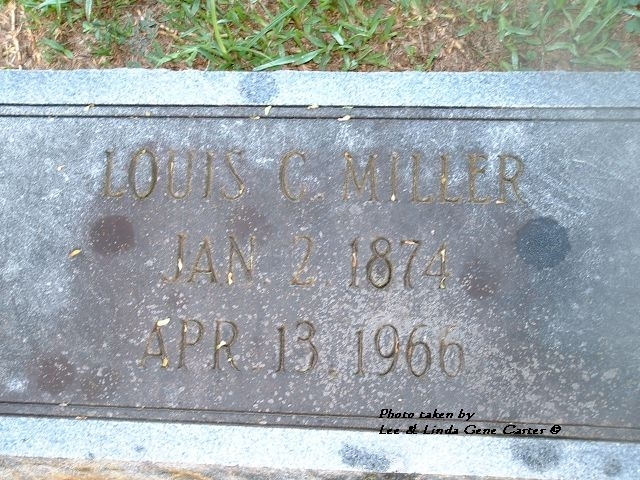 LOUIS C. MILLER
JAN. 2. 1874
APR. 13. 1966
Photo taken by
Lee & Linda Gene Carter ©